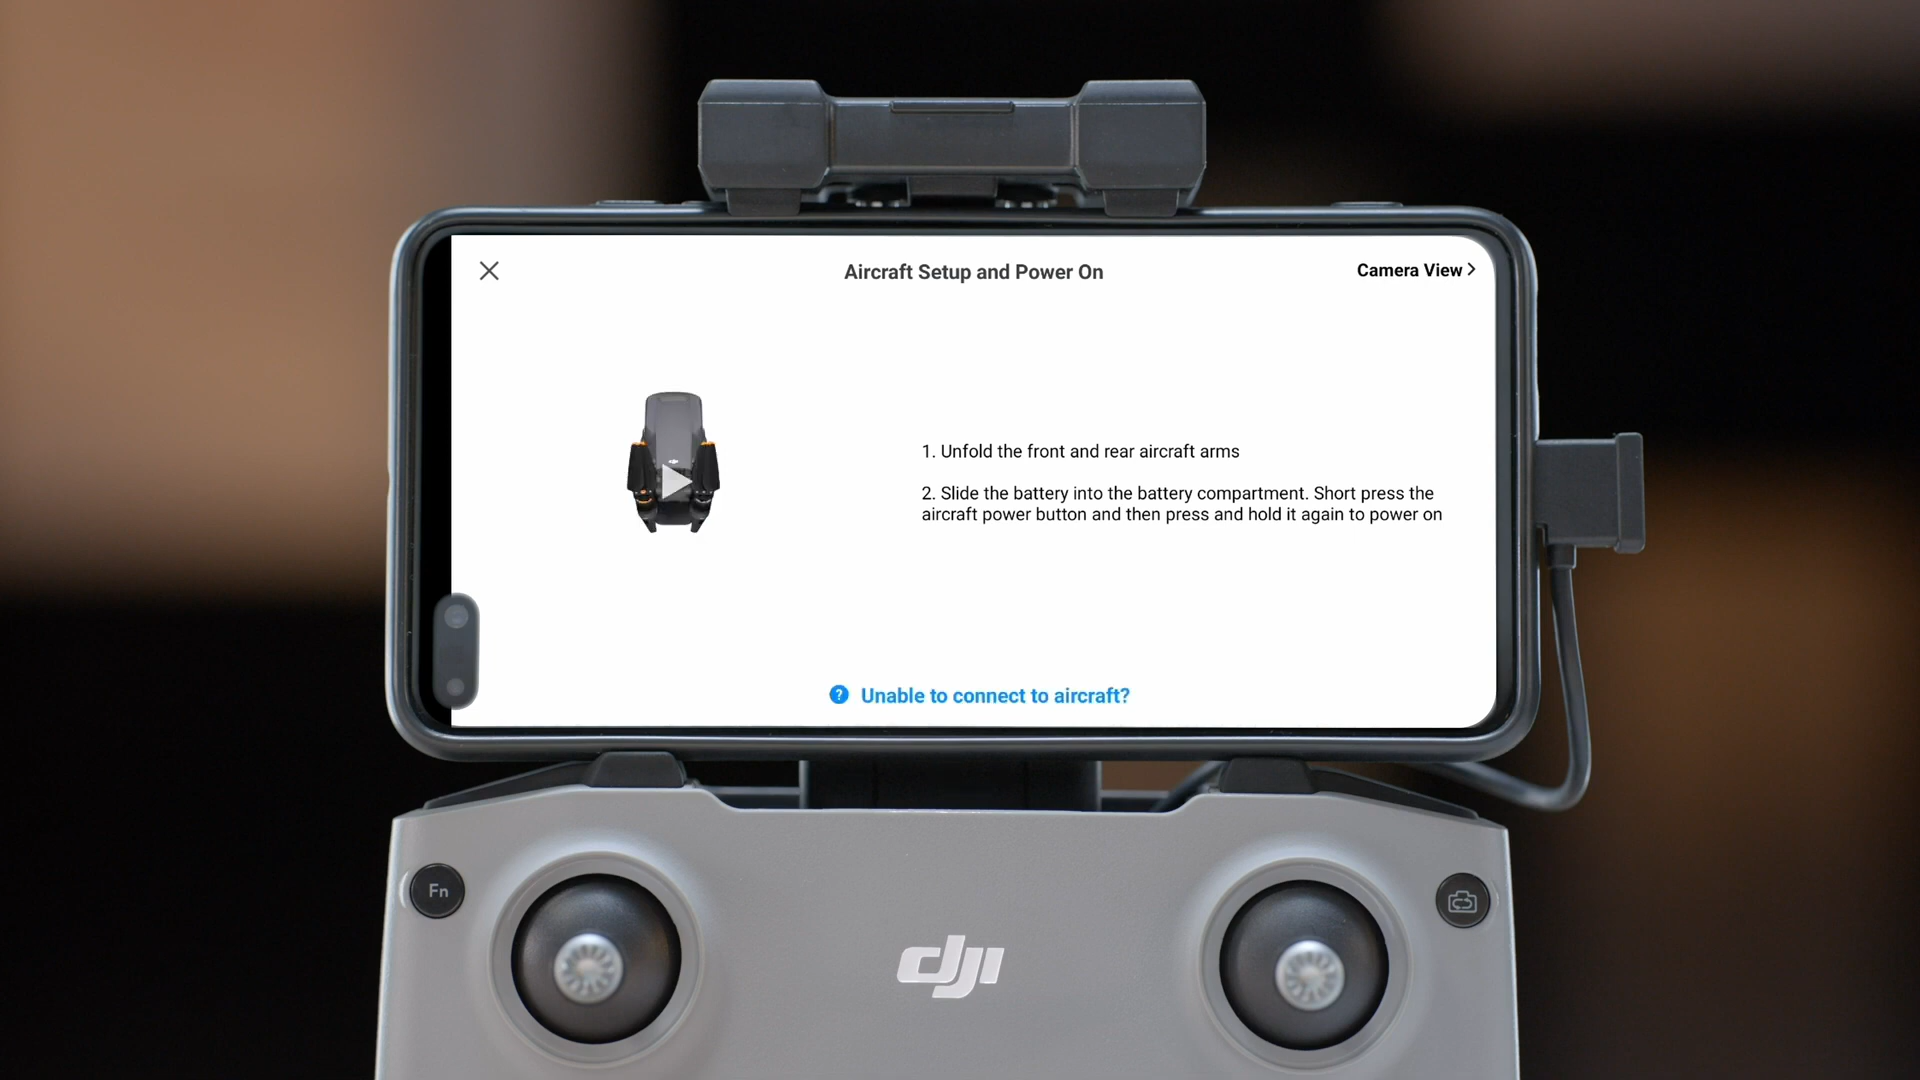 Aircraft Setup and Power On
Camera View
1. Unfold the front and rear aircraft arms
2. Slide the battery into the battery compartment. Short press the
aircraft power button and then press and hold it again to power on
? Unable to connect to aircraft?
Fn
dji